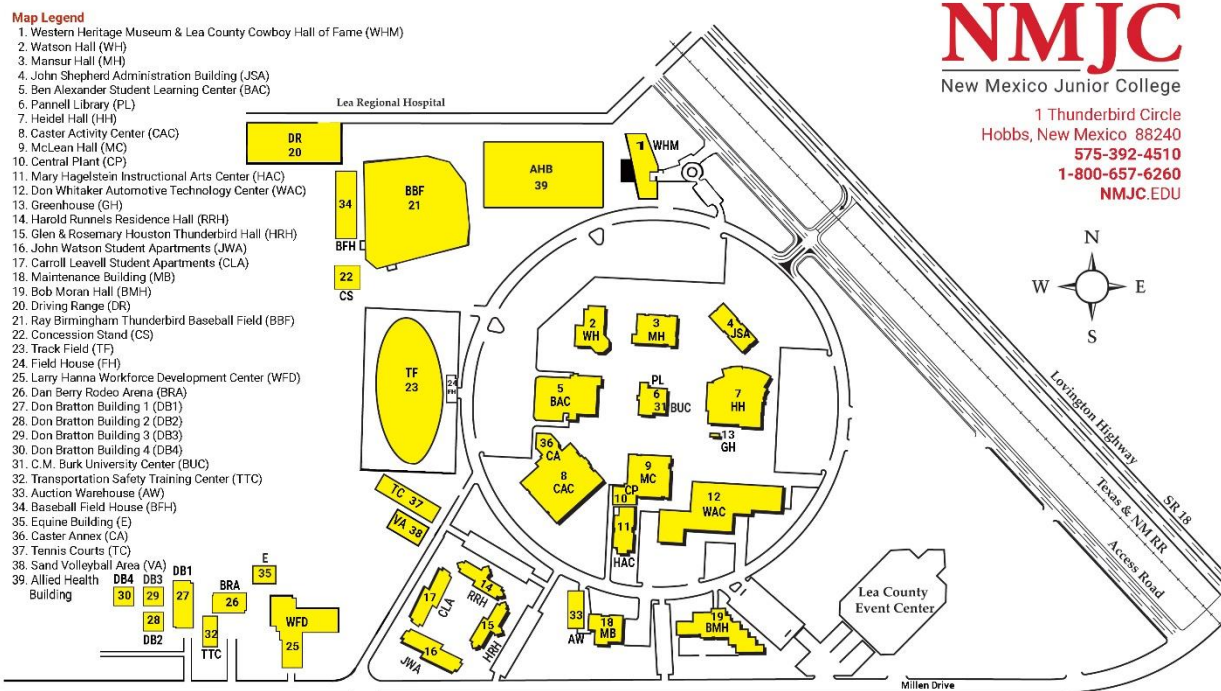 Map Legend
1. Western Heritage Museum & Lea County Cowboy Hall of Fame (WHM)
2. Watson Hall (WH)
3. Mansur Hall (MH)
4. John Shepherd Administration Building (JSA)
5. Ben Alexander Student Learning Center (BAC)
6. Pannell Library (PL)
7. Heidel Hall (HH)
8. Caster Activity Center (CAC)
9. McLean Hall (MC)
10. Central Plant (CP)
11. Mary Hagelstein Instructional Arts Center (HAC)
12. Don Whitaker Automotive Technology Center (WAC)
13. Greenhouse (GH)
14. Harold Runnels Residence Hall (RRH)
15. Glen & Rosemary Houston Thunderbird Hall (HRH)
16. John Watson Student Apartments (JWA)
17. Carroll Leavell Student Apartments (CLA)
18. Maintenance Building (MB)
19. Bob Moran Hall (BMH)
20. Driving Range (DR)
21. Ray Birmingham Thunderbird Baseball Field (BBF)
22. Concession Stand (CS)
23. Track Field (TF)
24. Field House (FH)
25. Larry Hanna Workforce Development Center (WFD)
26. Dan Berry Rodeo Arena (BRA)
27. Don Bratton Building 1 (DB1)
28. Don Bratton Building 2 (DB2)
29. Don Bratton Building 3 (DB3)
30. Don Bratton Building 4 (DB4)
31. C.M. Burk University Center (BUC)
32. Transportation Safety Training Center (TTC)
33. Auction Warehouse (AW)
34. Baseball Field House (BFH)
35. Equine Building (E)
36. Caster Annex (CA)
37. Tennis Courts (TC)
38. Sand Volleyball Area (VA)
39. Allied Health
Building
NMJC
New Mexico Junior College
1 Thunderbird Circle
Hobbs, New Mexico 88240
575-392-4510
1-800-657-6260
NMJC.EDU
N
W
E
S
Lea Regional Hospital
DR
20
BBF
21
34
BFH
22
CS
AHB
39
1
WHM
TF
23
24
FH
2
WH
3
MH
4
JSA
5
BAC
PL
6
31
BUC
7
HH
13
GH
36
CA
8
CAC
9
MC
CP
10
11
HAC
12
WAC
TC 37
VA 38
17
CLA
14
RRH
15
HRH
16
JWA
33
AW
18
MB
19
BMH
Lea County
Event Center
DB4
30
DB3
29
28
DB2
DB1
27
BRA
26
E
35
32
TTC
WFD
25
Lovington Highway
SR 18
Texas & NM RR
Access Road
Millen Drive